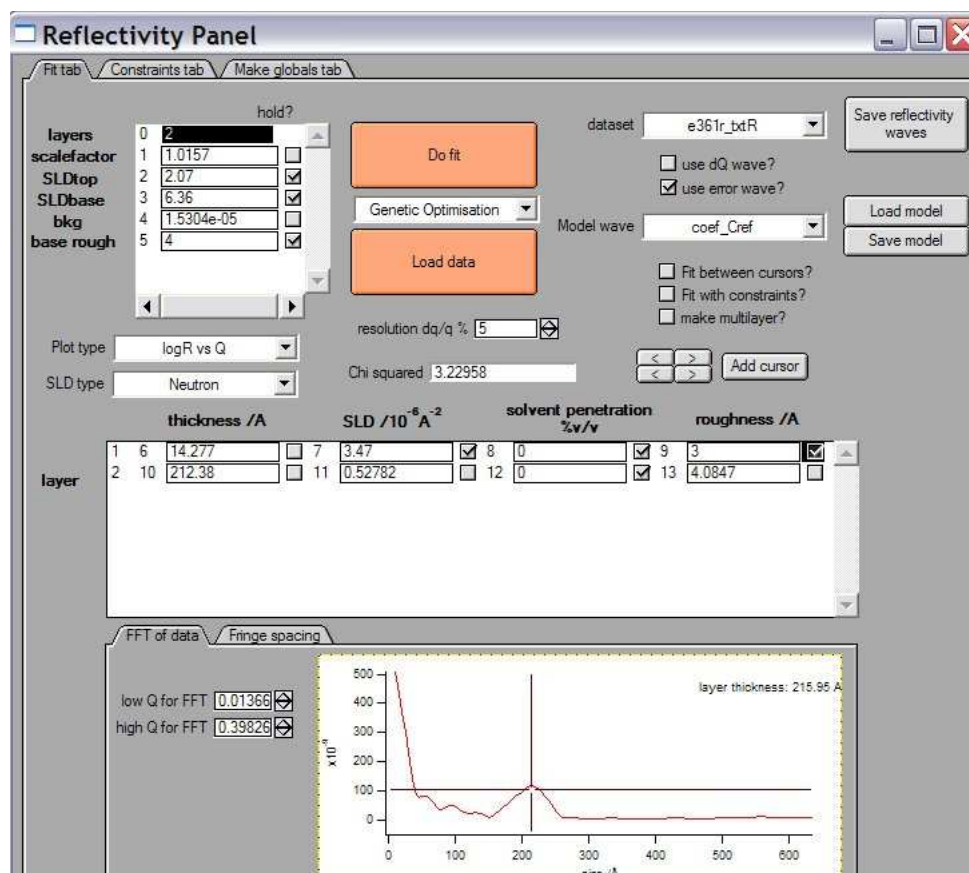 Reflectivity Panel
Fit tab Constraints tab Make globals tab
hold?
layers 0 2
scalefactor 1 1.0157
SLDtop 2 2.07
SLDbase 3 6.36
bkg 4 1.5304e-05
base rough 5 4
Do fit
Genetic Optimisation
Load data
dataset e361r_txtR
use dQ wave?
use error wave?
Model wave coef_Cref
Fit between cursors?
Fit with constraints?
make multilayer?
Save reflectivity
waves
Load model
Save model
Plot type logR vs Q
SLD type Neutron
resolution dq/q % 5
Chi squared 3.22958
< >
< >
Add cursor
thickness /A SLD /10⁻⁶A⁻² solvent penetration %v/v roughness /A
layer
1 6 14.277 7 3.47 8 0 9 3
2 10 212.38 11 0.52782 12 0 13 4.0847
FFT of data Fringe spacing
low Q for FFT 0.01366
high Q for FFT 0.39826
layer thickness: 215.95 A
500
400
300
200
100
0
x10⁻⁹
0 100 200 300 400 500 600